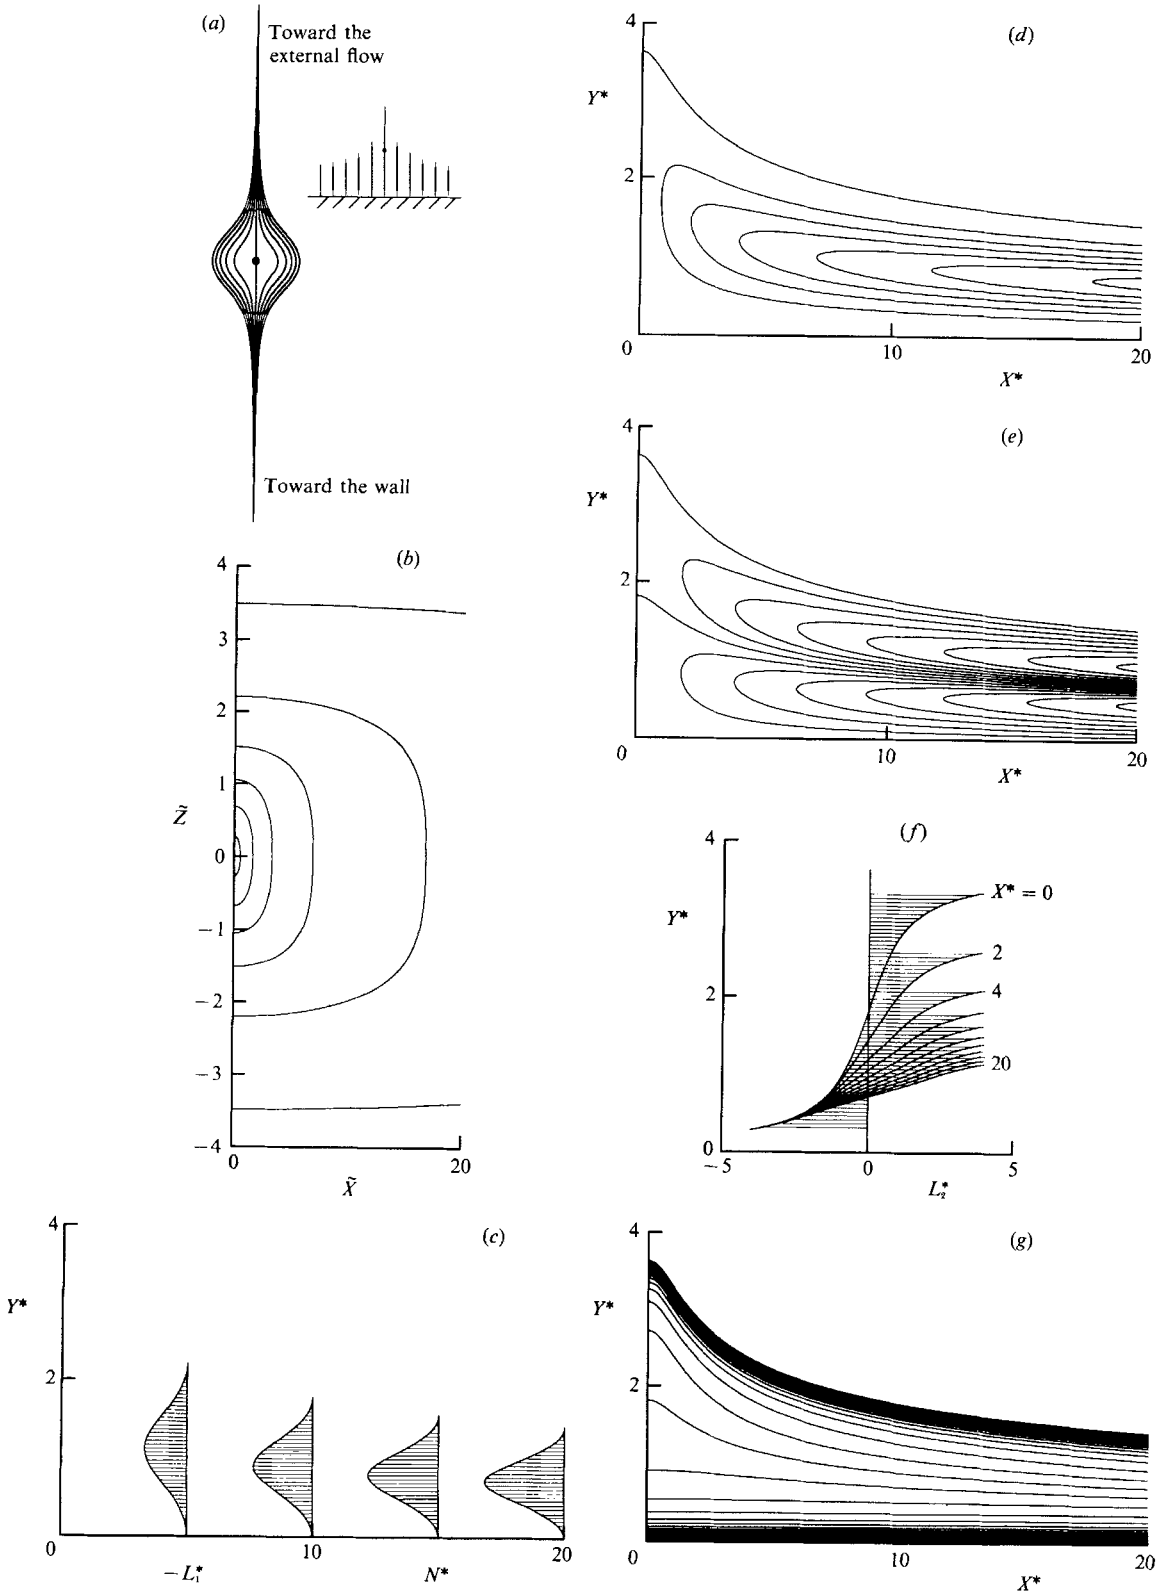 (a)
Toward the
external flow
Toward the wall
(b)
4
3
2
1
Z̃
0
−1
−2
−3
−4
0
20
X̃
(c)
4
Y*
2
0
10
20
−L₁*
N*
(d)
4
Y*
2
0
10
20
X*
(e)
4
Y*
2
0
10
20
X*
(f)
4
X* = 0
Y*
2
2
4
20
0
−5
0
5
L₂*
(g)
4
Y*
2
0
10
20
X*